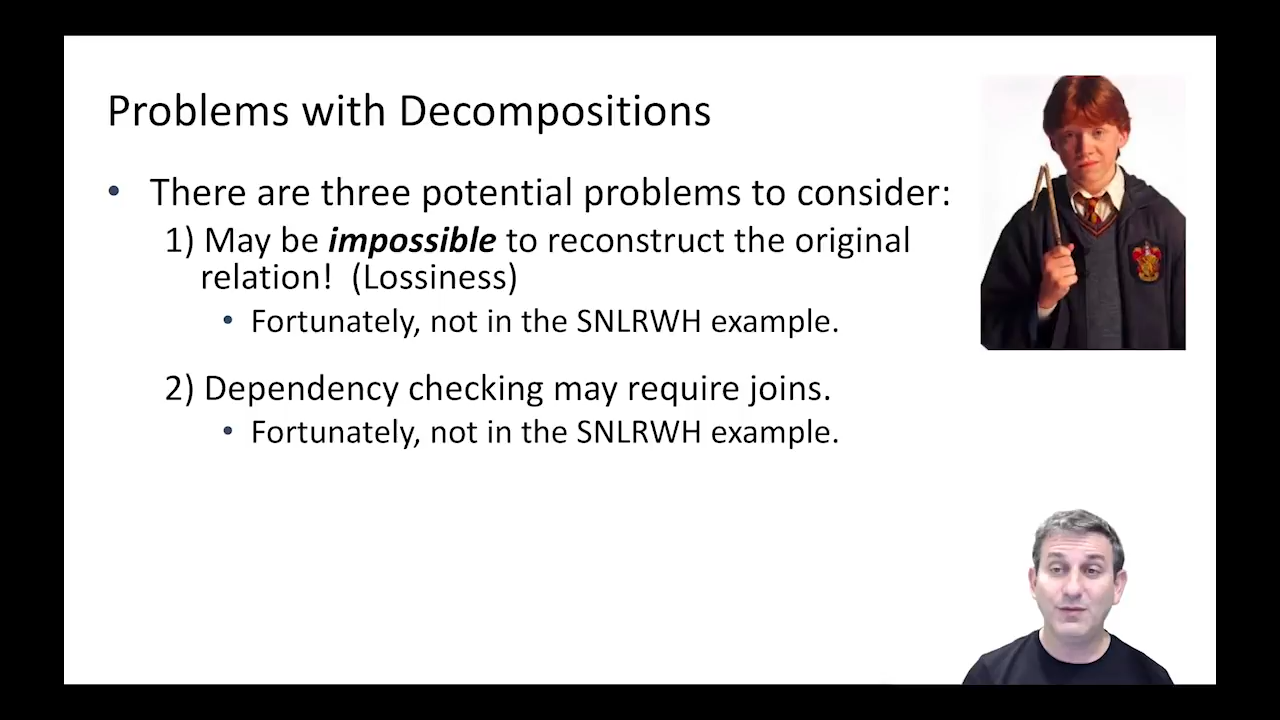 Problems with Decompositions
• There are three potential problems to consider:
1) May be impossible to reconstruct the original
relation! (Lossiness)
• Fortunately, not in the SNLRWH example.
2) Dependency checking may require joins.
• Fortunately, not in the SNLRWH example.